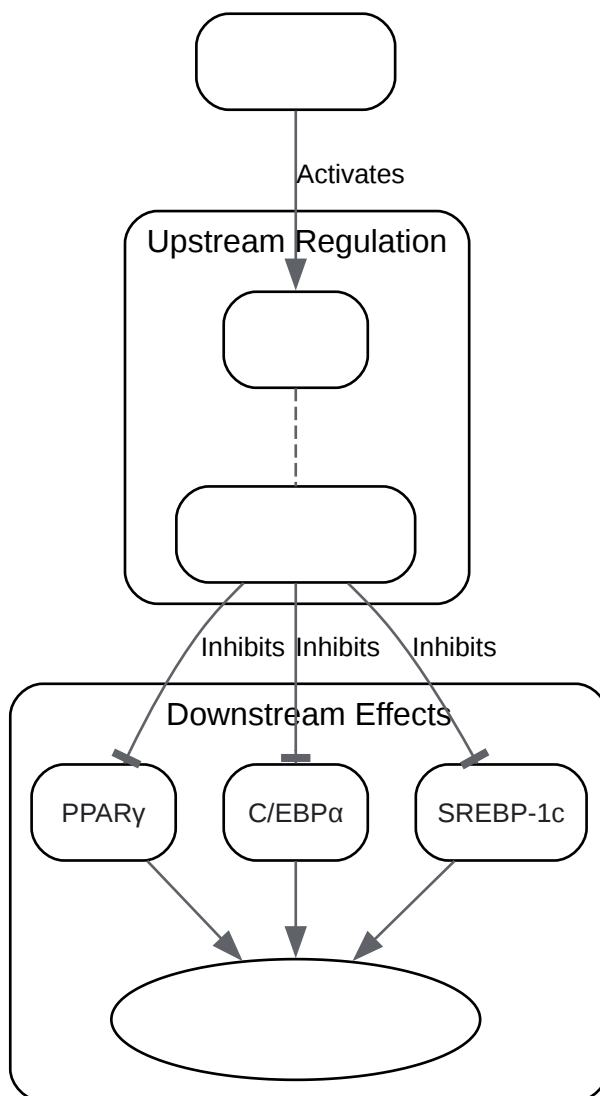 Activates
Upstream Regulation
Inhibits
Inhibits
Inhibits
Downstream Effects
PPARγ
C/EBPα
SREBP-1c